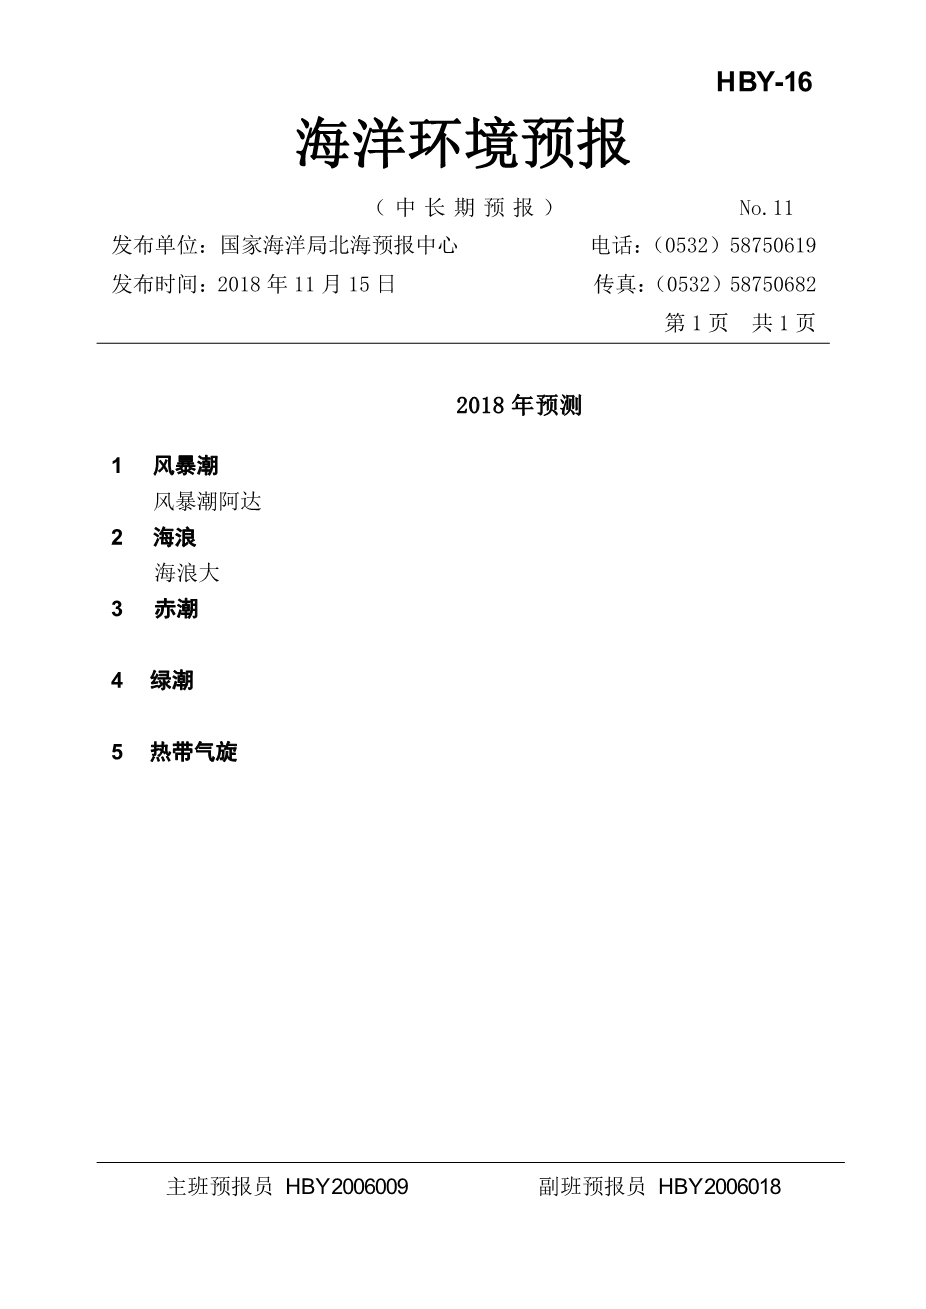 HBY-16
海洋环境预报
（中长期预报） No.11
发布单位：国家海洋局北海预报中心 电话：（0532）58750619
发布时间：2018 年 11 月 15 日 传真：（0532）58750682
第 1 页 共 1 页
2018 年预测
1 风暴潮
风暴潮阿达
2 海浪
海浪大
3 赤潮
4 绿潮
5 热带气旋
主班预报员 HBY2006009 副班预报员 HBY2006018